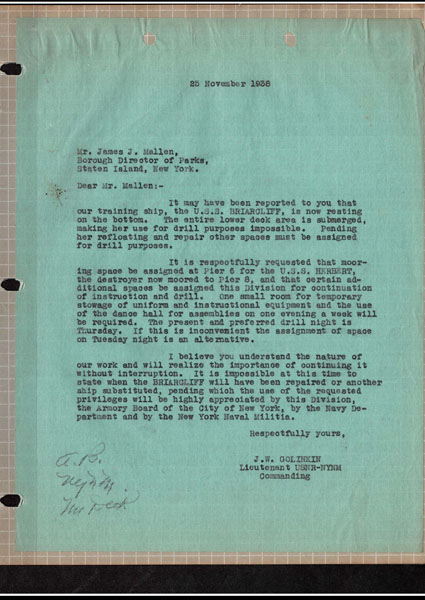 25 November 1938
Mr. James J. Mallen,
Borough Director of Parks,
Staten Island, New York.
Dear Mr. Mallen:-
It may have been reported to you that
our training ship, the U.S.S. BRIARCLIFF, is now resting
on the bottom. The entire lower deck area is submerged,
making her use for drill purposes impossible. Pending
her refloating and repair other spaces must be assigned
for drill purposes.
It is respectfully requested that moor-
ing space be assigned at Pier 6 for the U.S.S. HERBERT,
the destroyer now moored to Pier 8, and that certain ad-
ditional spaces be assigned this Division for continuation
of instruction and drill. One small room for temporary
stowage of uniform and instructional equipment and the use
of the dance hall for assemblies on one evening a week will
be required. The present and preferred drill night is
Thursday. If this is inconvenient the assignment of space
on Tuesday night is an alternative.
I believe you understand the nature of
our work and will realize the importance of continuing it
without interruption. It is impossible at this time to
state when the BRIARCLIFF will have been repaired or another
ship substituted, pending which the use of the requested
privileges will be highly appreciated by this Division,
the Armory Board of the City of New York, by the Navy De-
partment and by the New York Naval Militia.
Respectfully yours,
J.W. GOLINKIN
Lieutenant USNR-NYNM
Commanding
A.B.